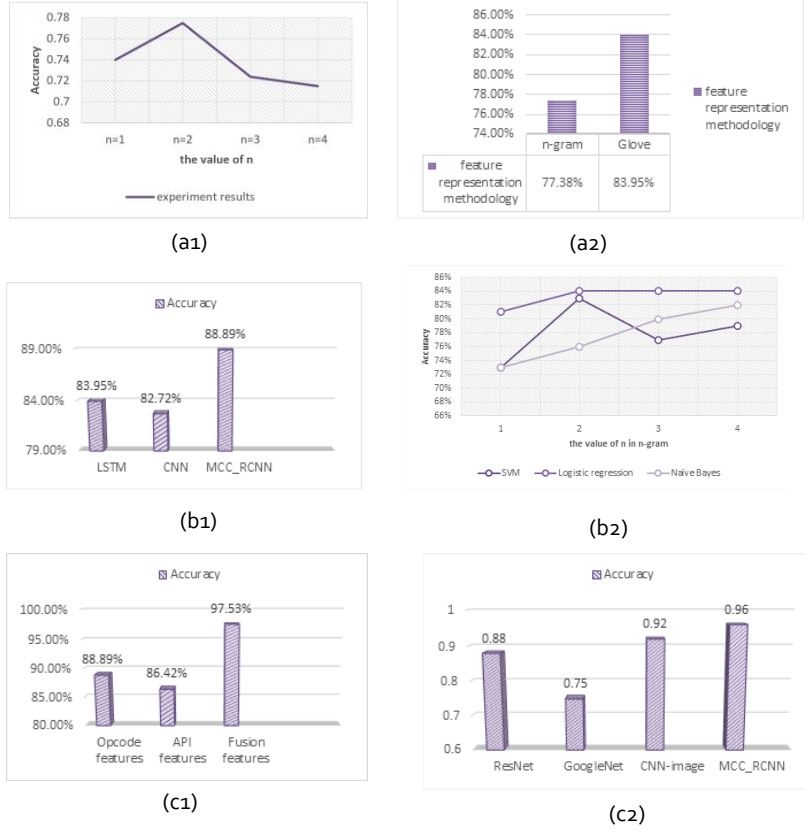 0.78
0.76
0.74
0.72
0.7
0.68
Accuracy
n=1 n=2 n=3 n=4
the value of n
experiment results
(a1)
86.00%
84.00%
82.00%
80.00%
78.00%
76.00%
74.00%
n-gram Glove
feature
representation
methodology
77.38% 83.95%
feature
representation
methodology
(a2)
Accuracy
89.00%
84.00%
79.00%
83.95%
82.72%
88.89%
LSTM CNN MCC_RCNN
(b1)
86%
84%
82%
80%
78%
76%
74%
72%
70%
68%
66%
Accuracy
1 2 3 4
the value of n in n-gram
SVM Logistic regression Naïve Bayes
(b2)
Accuracy
100.00%
95.00%
90.00%
85.00%
80.00%
88.89%
86.42%
97.53%
Opcode API Fusion
features features features
(c1)
Accuracy
1
0.9
0.8
0.7
0.6
0.88
0.75
0.92
0.96
ResNet GoogleNet CNN-image MCC_RCNN
(c2)